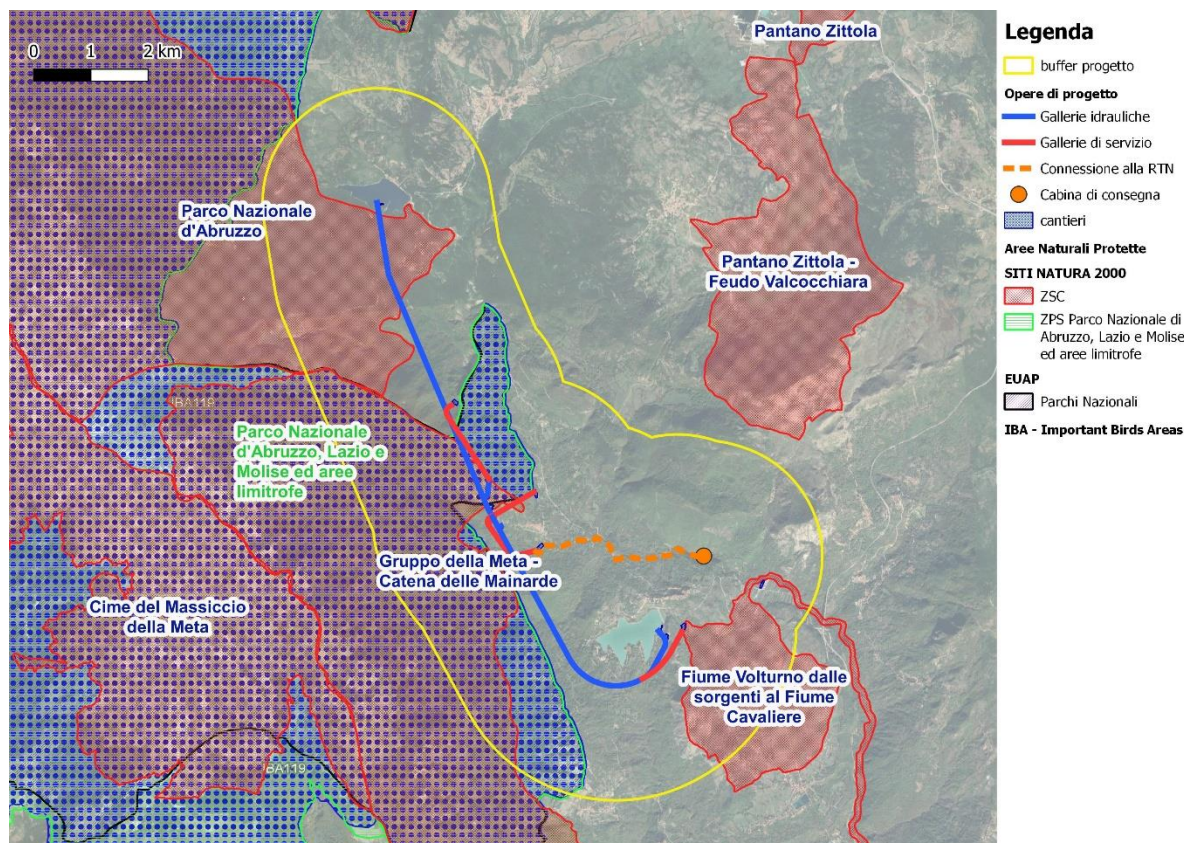 0 1 2 km
Pantano Zittola
Parco Nazionale
d'Abruzzo
Pantano Zittola -
Feudo Valcocchiara
IBA119
Parco Nazionale
d'Abruzzo, Lazio e
Molise ed aree
limitrofe
Gruppo della Meta -
Catena delle Mainarde
Cime del Massiccio
della Meta
Fiume Volturno dalle
sorgenti al Fiume
Cavaliere
BA119
Legenda
buffer progetto
Opere di progetto
Gallerie idrauliche
Gallerie di servizio
Connessione alla RTN
Cabina di consegna
cantieri
Aree Naturali Protette
SITI NATURA 2000
ZSC
ZPS Parco Nazionale di
Abruzzo, Lazio e Molise
ed aree limitrofe
EUAP
Parchi Nazionali
IBA - Important Birds Areas